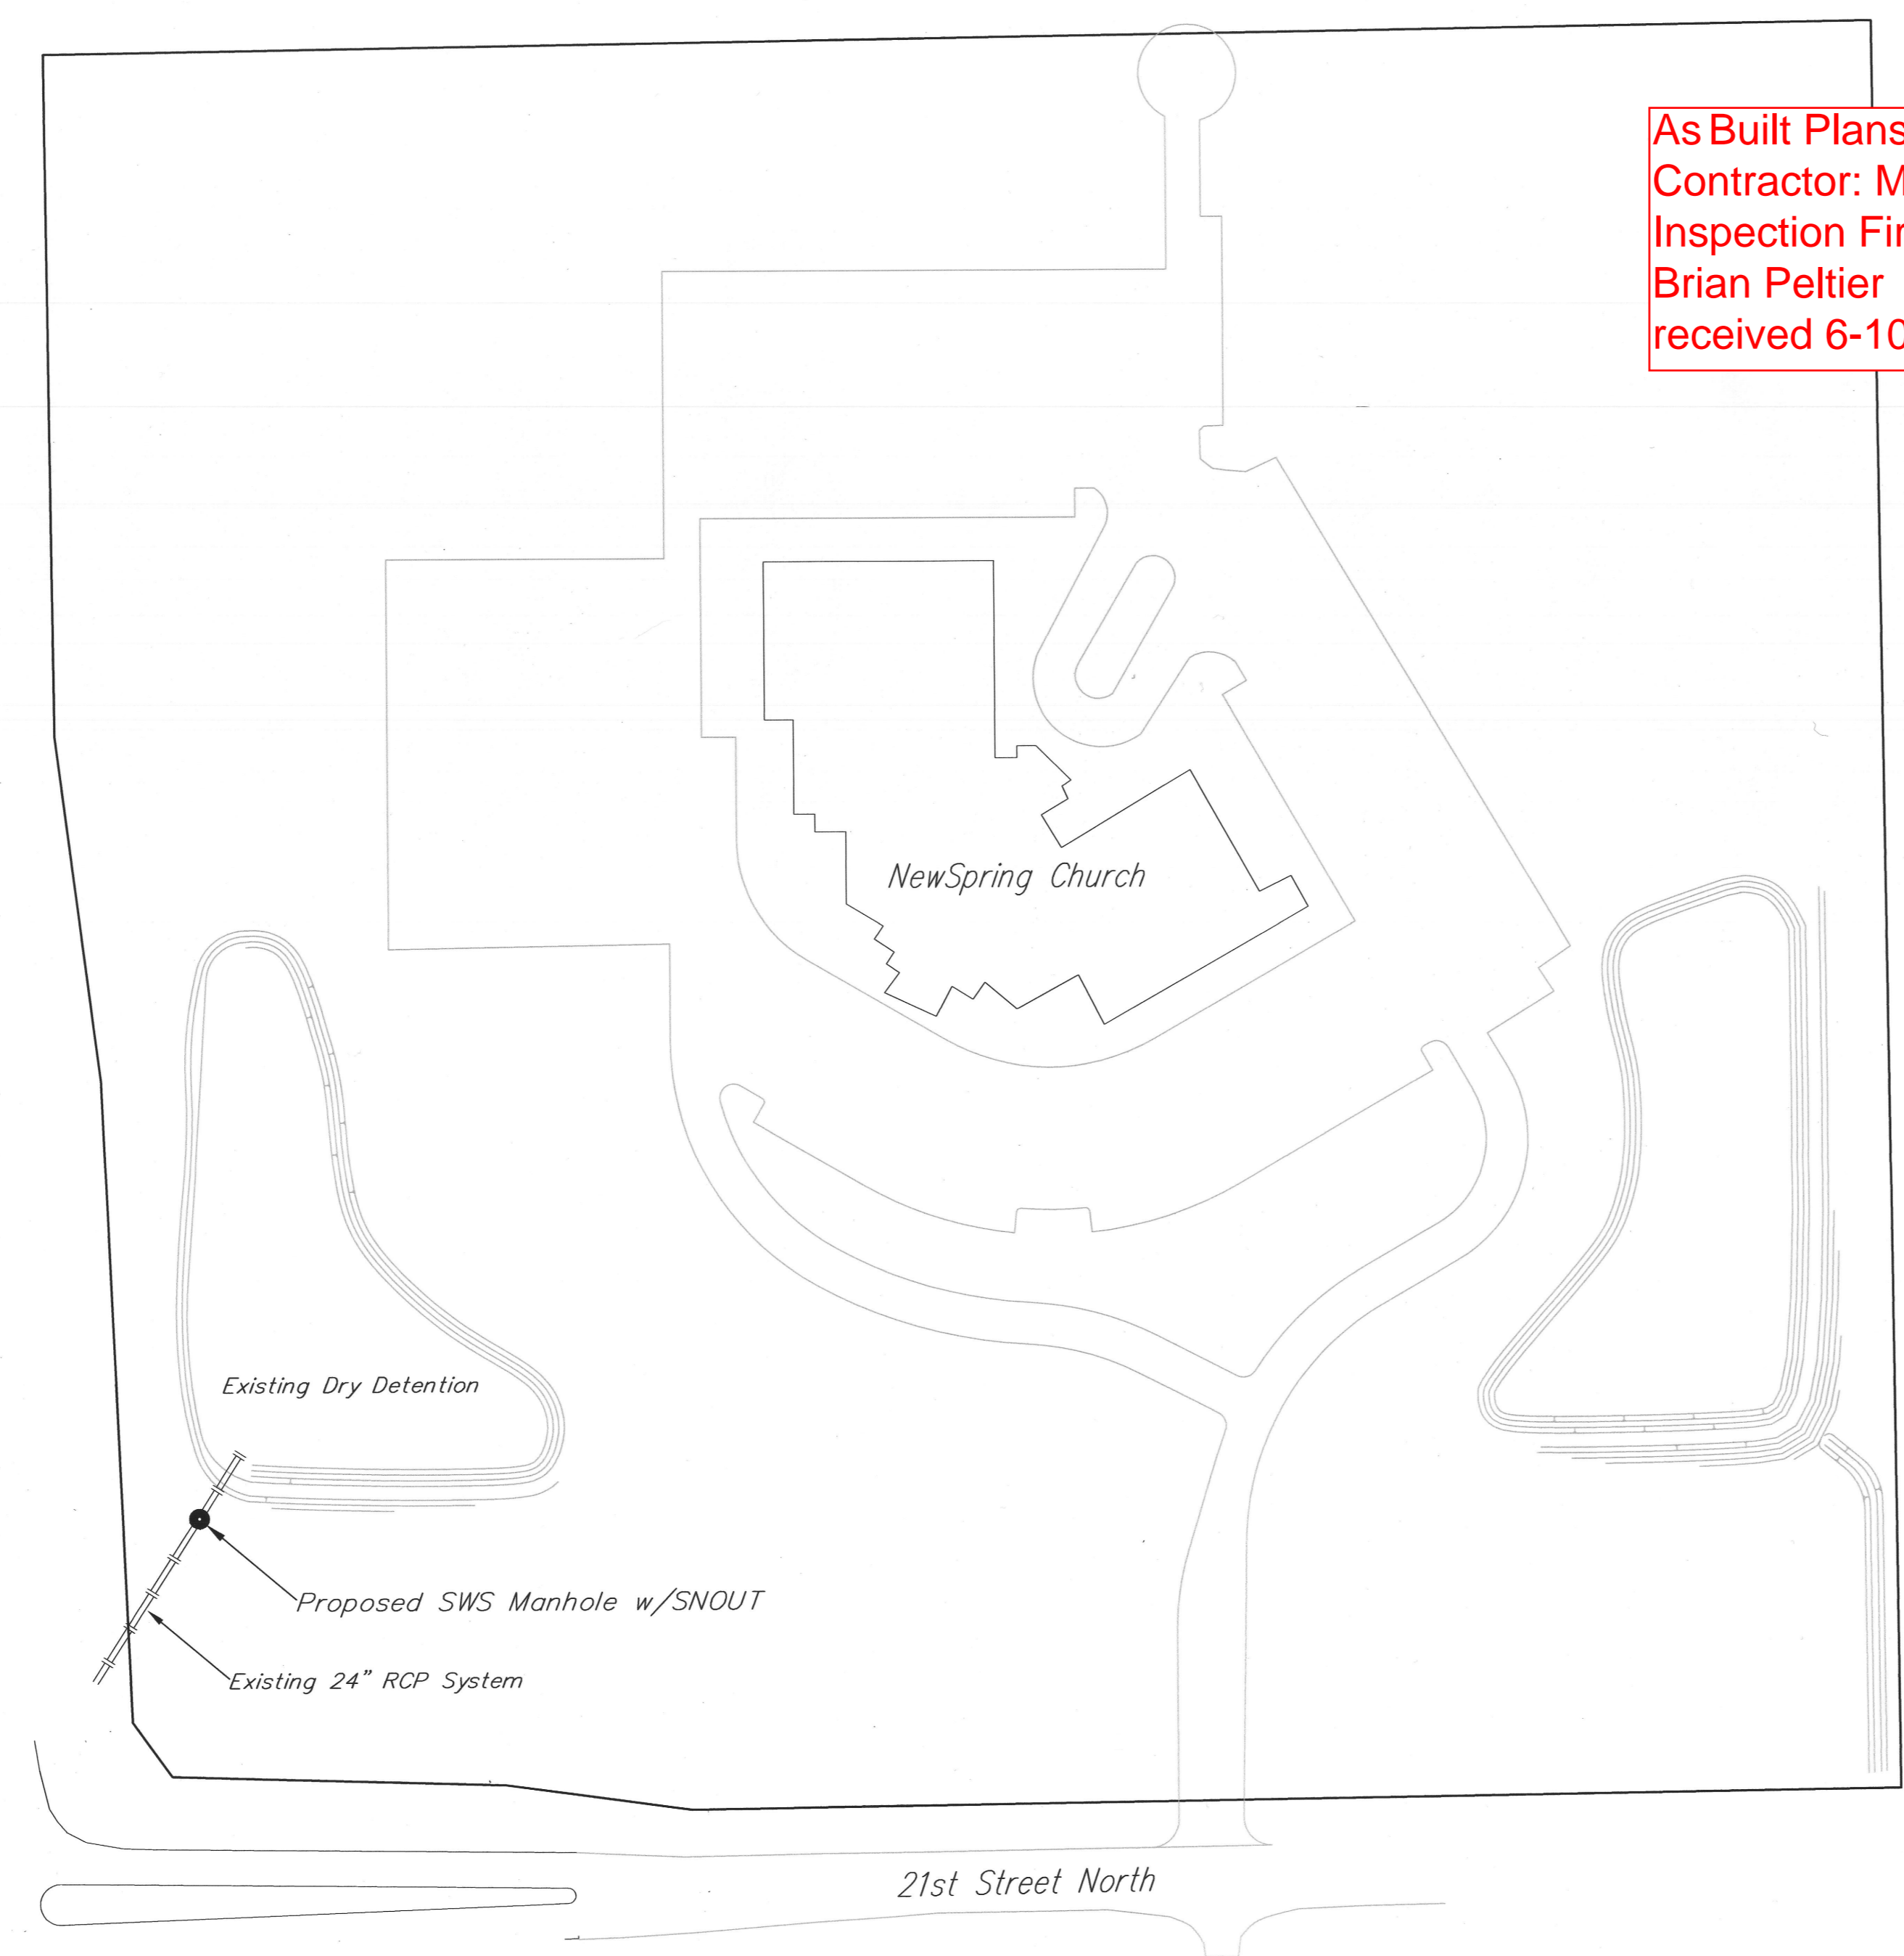 As Built Plans
Contractor:
Inspection
Brian Peltier
received
NewSpring Church
Existing Dry Detention
Proposed SWS Manhole w/SNOUT
Existing 24" RCP System
21st Street North